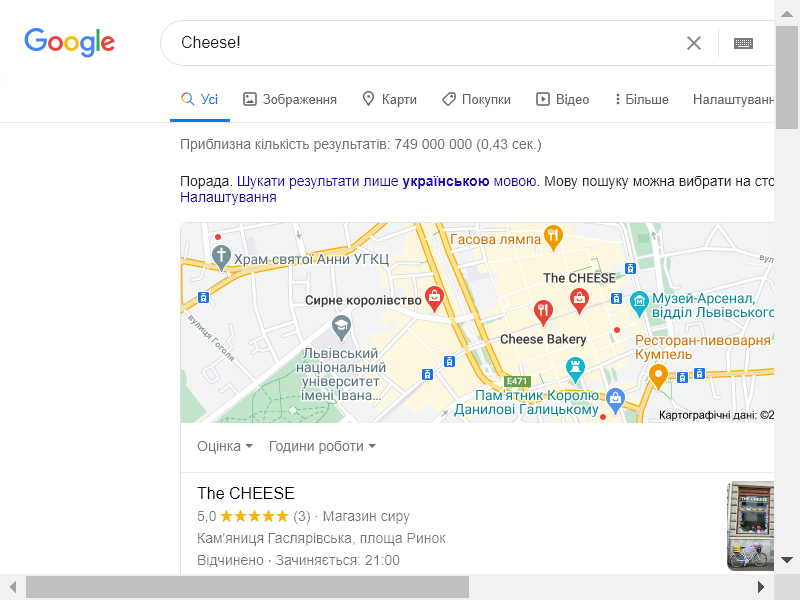 Google
Cheese!
Усі
Зображення
Карти
Покупки
Відео
Більше
Налаштуванн
Приблизна кількість результатів: 749 000 000 (0,43 сек.)
Порада. Шукати результати лише українською мовою. Мову пошуку можна вибрати на сто
Налаштування
Гасова лямпа
Храм святої Анни УГКЦ
The CHEESE
Сирне королівство
Музей-Арсенал,
відділ Львівського
вулиця Гоголя
Cheese Bakery
Ресторан-пивоварня
Кумпель
Львівський
національний
університет
імені Івана...
E471
Пам'ятник Королю
Данилові Галицькому
Картографічні дані: ©2
Оцінка
Години роботи
The CHEESE
5,0 ★★★★★ (3) · Магазин сиру
Кам'яниця Гаслярівська, площа Ринок
Відчинено · Зачиняється: 21:00